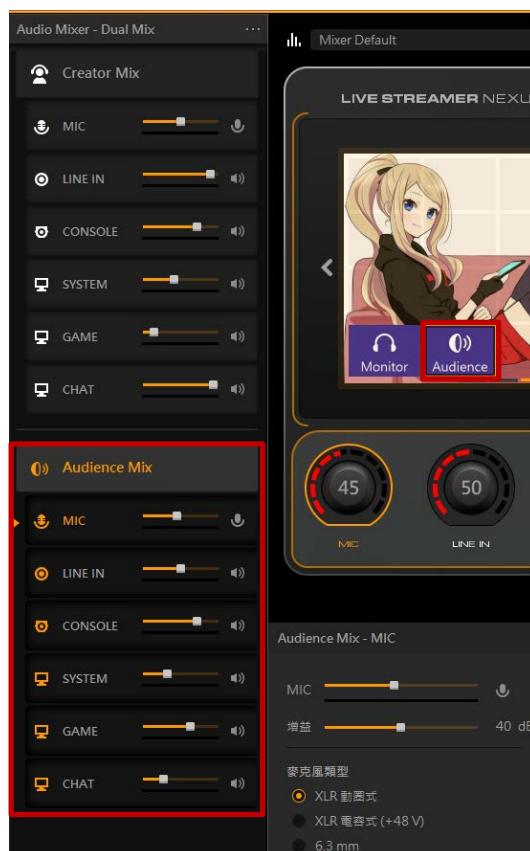 Audio Mixer - Dual Mix ...
Creator Mix
MIC
LINE IN
CONSOLE
SYSTEM
GAME
CHAT
Audience Mix
MIC
LINE IN
CONSOLE
SYSTEM
GAME
CHAT
Mixer Default
LIVE STREAMER NEXU
Monitor
Audience
45
50
MIC
LINE IN
Audience Mix - MIC
MIC
增益 40 dB
麥克風類型
XLR 動圈式
XLR 電容式 (+48 V)
6.3 mm